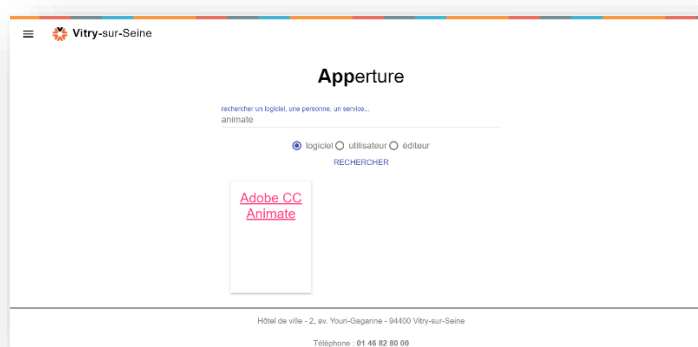 Vitry-sur-Seine
Apperture
rechercher un logiciel, une personne, un service...
animate
logiciel utilisateur éditeur
RECHERCHER
Adobe CC
Animate
Hôtel de ville - 2, av. Youri-Gagarine - 94400 Vitry-sur-Seine
Téléphone : 01 46 82 80 00